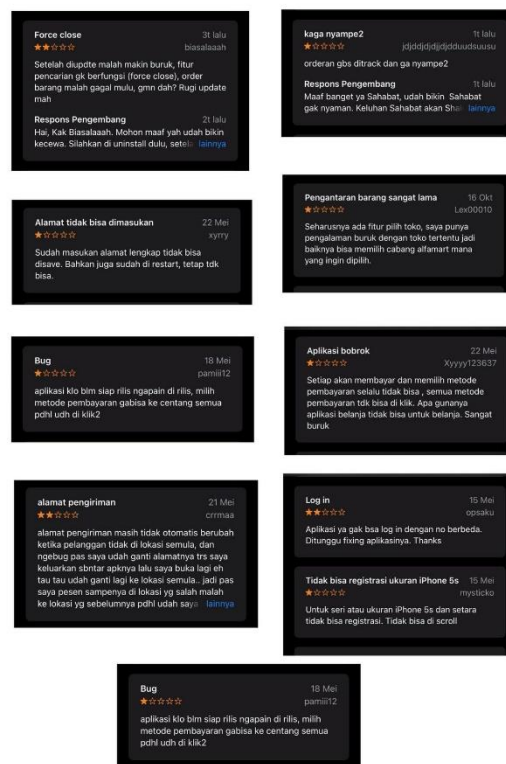 Force close 3t lalu
★★☆☆☆ biasalaaah
Setelah diupdte malah makin buruk, fitur
pencarian gk berfungsi (force close), order
barang malah gagal mulu, gmn dah? Rugi update
mah
Respons Pengembang 2t lalu
Hai, Kak Biasalaaah. Mohon maaf yah udah bikin
kecewa. Silahkan di uninstall dulu, setela lainnya
kaga nyampe2 1t lalu
★☆☆☆☆ jdjddjdjdjjdduudsuusu
orderan gbs ditrack dan ga nyampe2
Respons Pengembang 1t lalu
Maaf banget ya Sahabat, udah bikin Sahabat
gak nyaman. Keluhan Sahabat akan Shal lainnya
Alamat tidak bisa dimasukan 22 Mei
★☆☆☆☆ xyrry
Sudah masukan alamat lengkap tidak bisa
disave. Bahkan juga sudah di restart, tetap tdk
bisa.
Pengantaran barang sangat lama 16 Okt
★☆☆☆☆ Lex00010
Seharusnya ada fitur pilih toko, saya punya
pengalaman buruk dengan toko tertentu jadi
baiknya bisa memilih cabang alfamart mana
yang ingin dipilih.
Bug 18 Mei
★☆☆☆☆ pamiii12
aplikasi klo blm siap rilis ngapain di rilis, milih
metode pembayaran gabisa ke centang semua
pdhl udh di klik2
Aplikasi bobrok 22 Mei
★☆☆☆☆ Xyyyy123637
Setiap akan membayar dan memilih metode
pembayaran selalu tidak bisa , semua metode
pembayaran tdk bisa di klik. Apa gunanya
aplikasi belanja tidak bisa untuk belanja. Sangat
buruk
alamat pengiriman 21 Mei
★★☆☆☆ crrmaa
alamat pengiriman masih tidak otomatis berubah
ketika pelanggan tidak di lokasi semula, dan
ngebug pas saya udah ganti alamatnya trs saya
keluarkan sbntar apknya lalu saya buka lagi eh
tau tau udah ganti lagi ke lokasi semula.. jadi pas
saya pesen sampenya di lokasi yg salah malah
ke lokasi yg sebelumnya pdhl udah saya lainnya
Log in 15 Mei
★★☆☆☆ opsaku
Aplikasi ya gak bsa log in dengan no berbeda.
Ditunggu fixing aplikasinya. Thanks
Tidak bisa registrasi ukuran iPhone 5s 15 Mei
★☆☆☆☆ mysticko
Untuk seri atau ukuran iPhone 5s dan setara
tidak bisa registrasi. Tidak bisa di scroll
Bug 18 Mei
★☆☆☆☆ pamiii12
aplikasi klo blm siap rilis ngapain di rilis, milih
metode pembayaran gabisa ke centang semua
pdhl udh di klik2